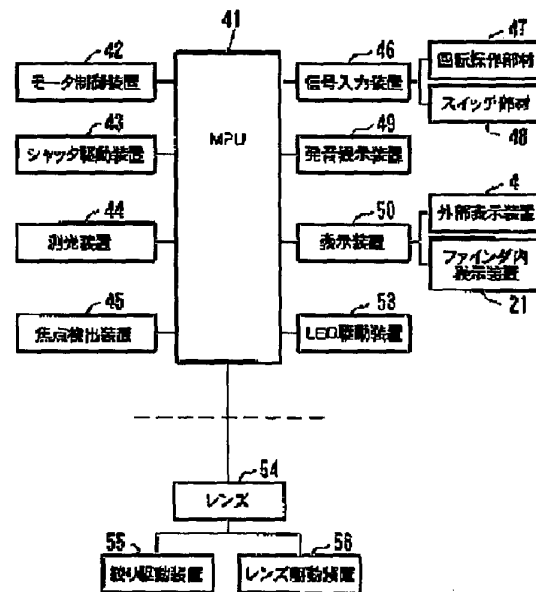 41
42
モータ制御装置
43
シャッタ駆動装置
44
測光装置
45
焦点検出装置
MPU
46
信号入力装置
47
回転操作部材
スイッチ部材
48
49
発音表示装置
50
表示装置
4
外部表示装置
ファインダ内
表示装置
21
53
LED駆動装置
54
レンズ
55
絞り駆動装置
56
レンズ駆動装置